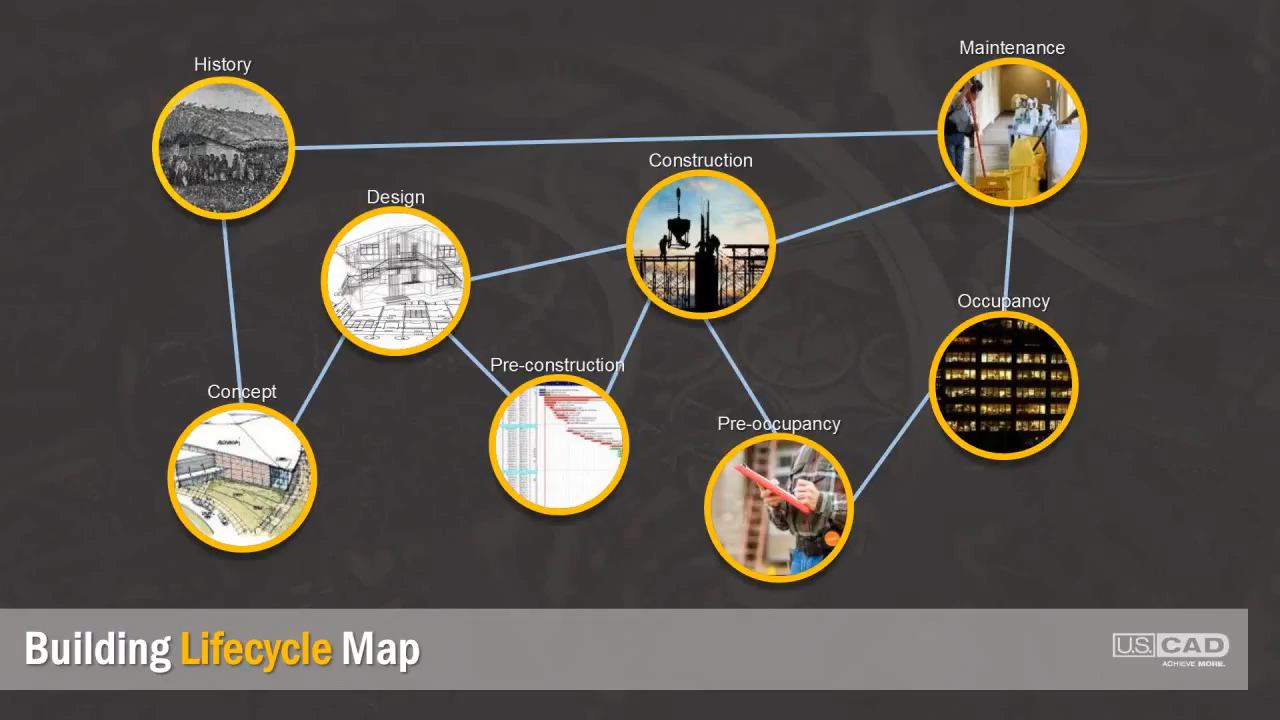 Maintenance
History
Construction
Design
Occupancy
Pre-construction
Concept
Pre-occupancy
Building Lifecycle Map
U.S. CAD
ACHIEVE MORE.